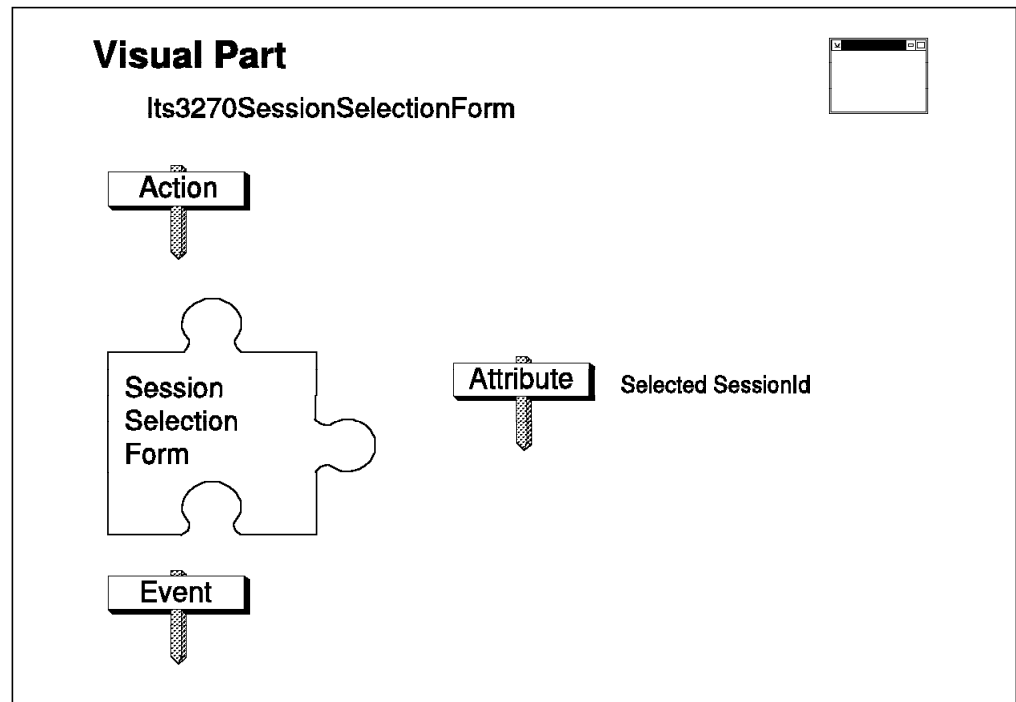 Visual Part
Its3270SessionSelectionForm
Action
Session
Selection
Form
Attribute
Selected SessionId
Event